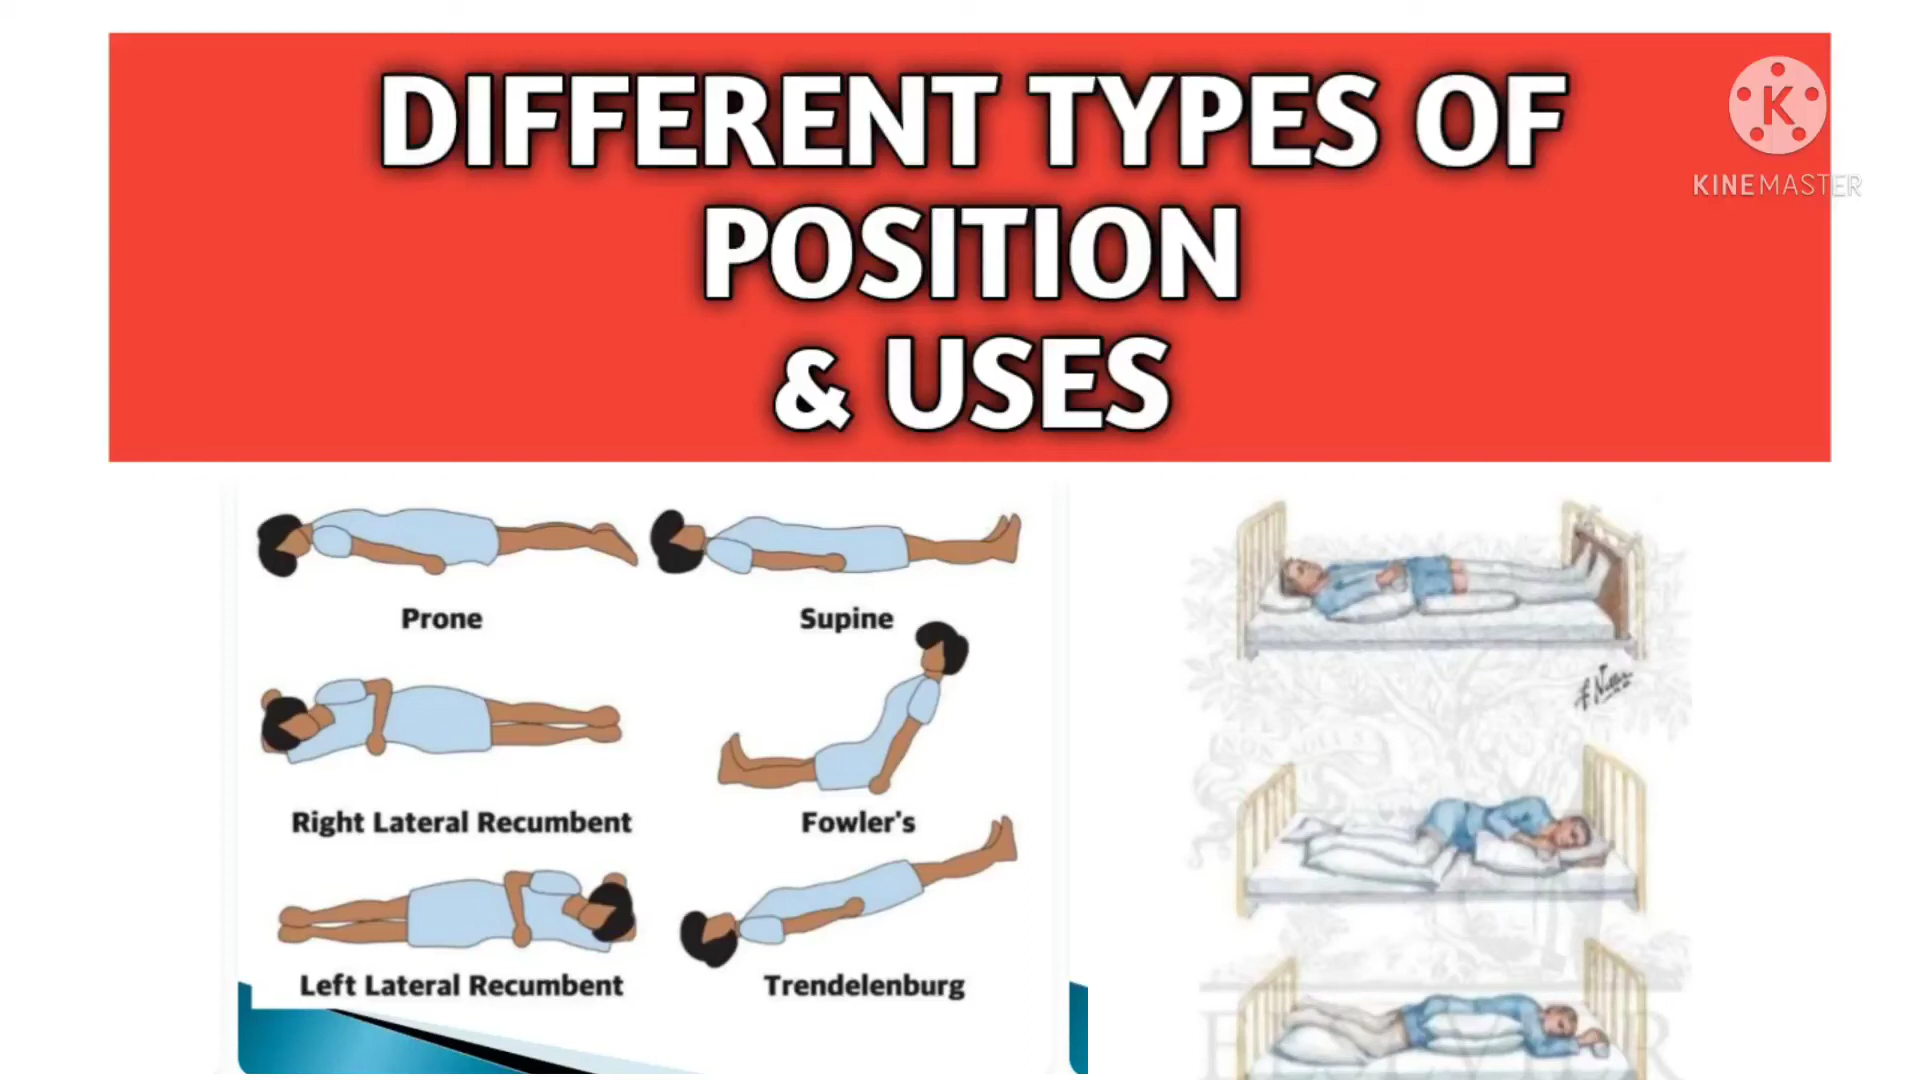 DIFFERENT TYPES OF
POSITION
& USES
K
KINEMASTER
Prone
Supine
Right Lateral Recumbent
Fowler's
Left Lateral Recumbent
Trendelenburg